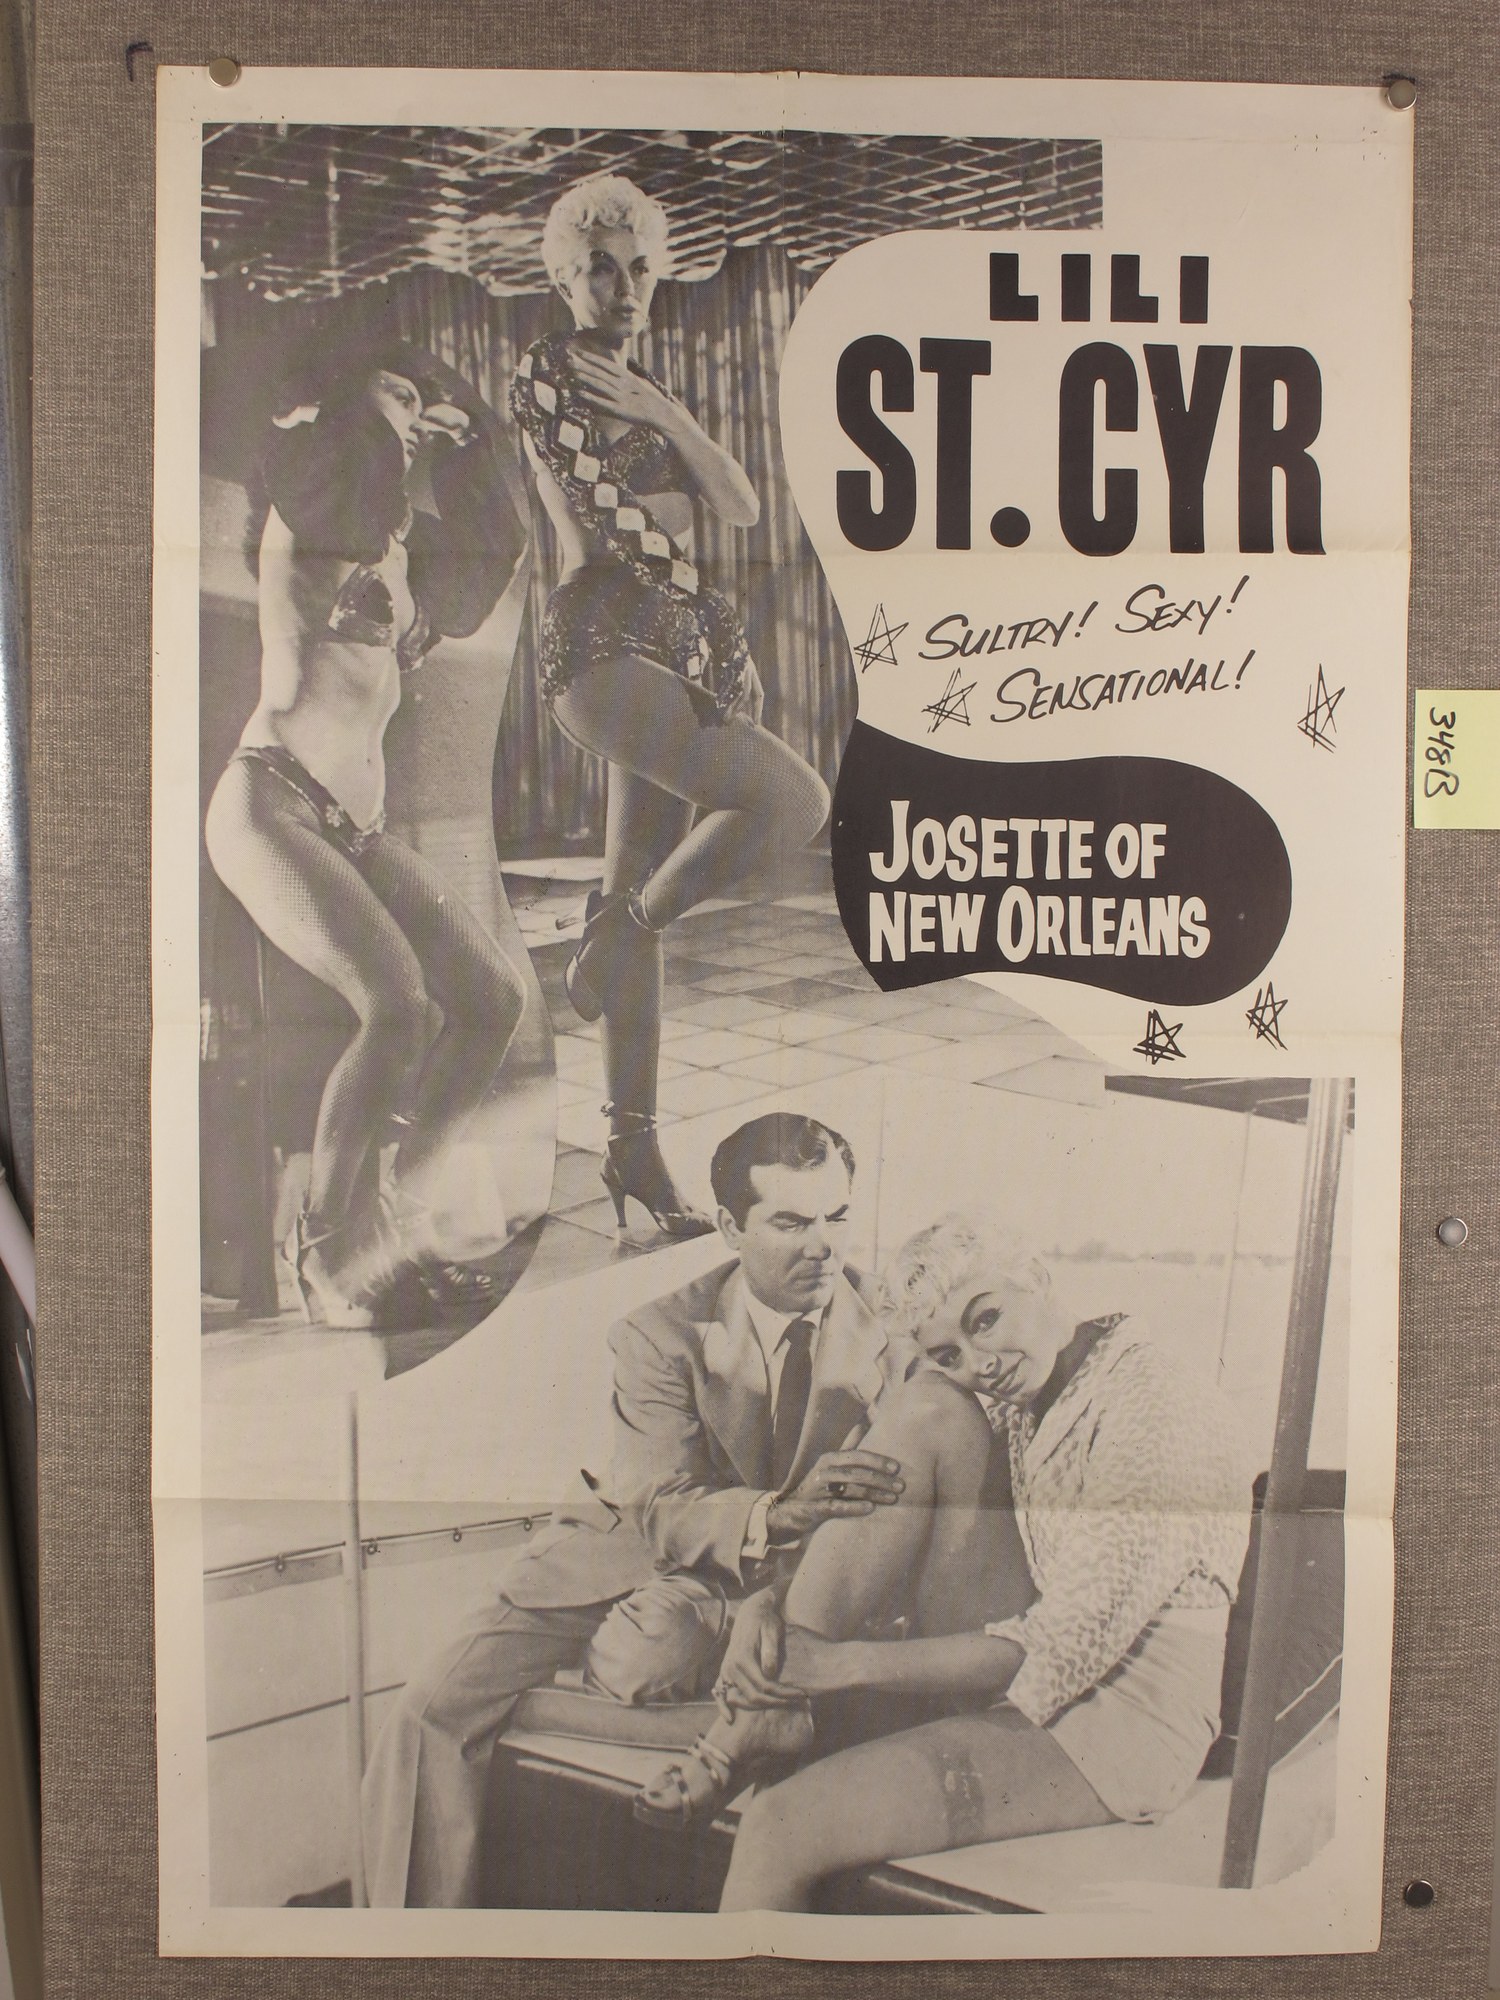 LILI
ST. CYR
SULTRY! SEXY!
SENSATIONAL!
JOSETTE OF
NEW ORLEANS
348B